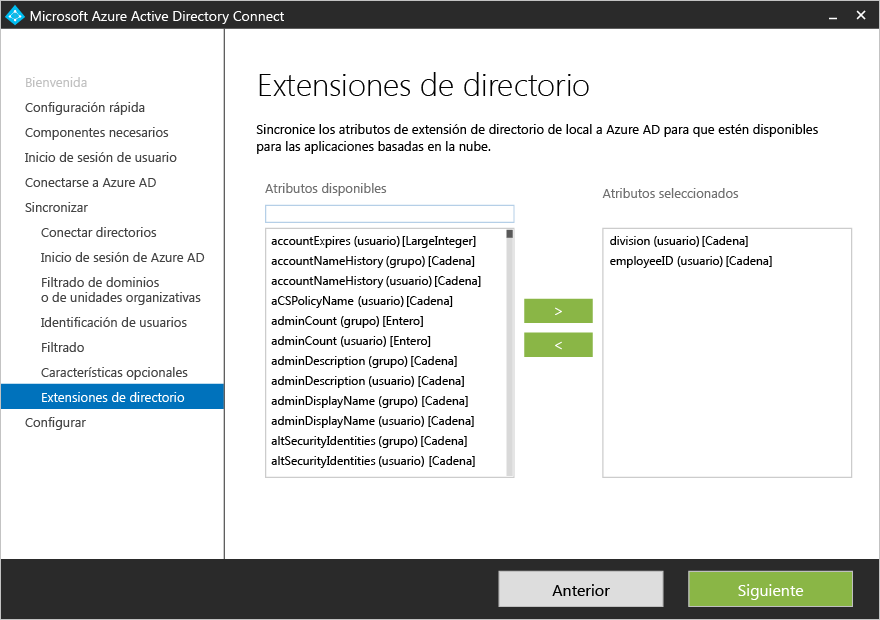 Microsoft Azure Active Directory Connect
Bienvenida
Configuración rápida
Componentes necesarios
Inicio de sesión de usuario
Conectarse a Azure AD
Sincronizar
Conectar directorios
Inicio de sesión de Azure AD
Filtrado de dominios
o de unidades organizativas
Identificación de usuarios
Filtrado
Características opcionales
Extensiones de directorio
Configurar
Extensiones de directorio
Sincronice los atributos de extensión de directorio de local a Azure AD para que estén disponibles
para las aplicaciones basadas en la nube.
Atributos disponibles
accountExpires (usuario) [LargeInteger]
accountNameHistory (grupo) [Cadena]
accountNameHistory (usuario) [Cadena]
aCSPolicyName (usuario) [Cadena]
adminCount (grupo) [Entero]
adminCount (usuario) [Entero]
adminDescription (grupo) [Cadena]
adminDescription (usuario) [Cadena]
adminDisplayName (grupo) [Cadena]
adminDisplayName (usuario) [Cadena]
altSecurityIdentities (grupo) [Cadena]
altSecurityIdentities (usuario) [Cadena]
>
<
Atributos seleccionados
division (usuario) [Cadena]
employeeID (usuario) [Cadena]
Anterior
Siguiente